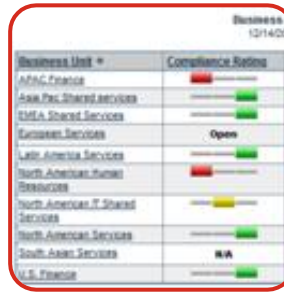 Business
12/14/20
Business Unit
Compliance Rating
APAC Finance
Asia Pac Shared services
EMEA Shared Services
European Services
Open
Latin America Services
North American Human
Resources
North American IT Shared
Services
North American Services
South Asian Services
N/A
U.S. Finance